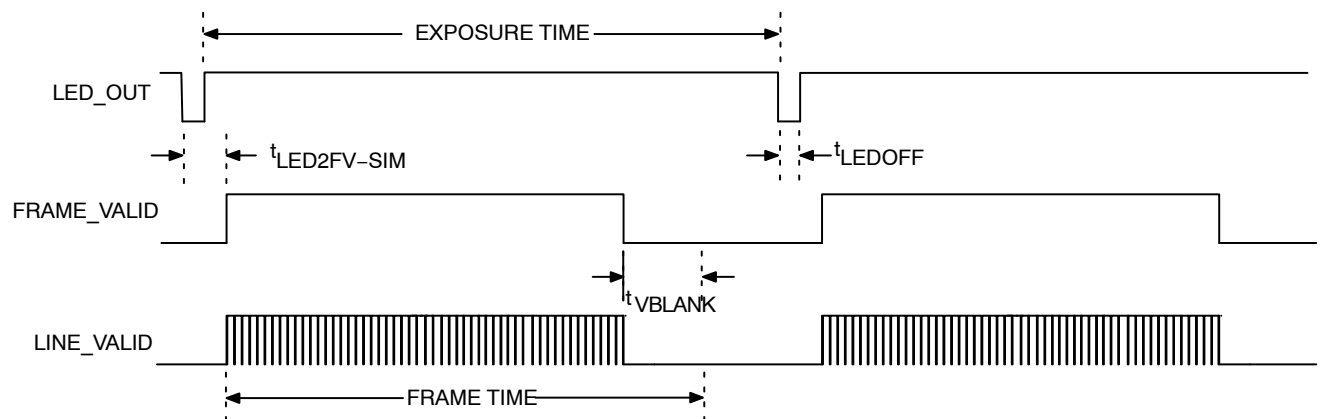 EXPOSURE TIME
LED_OUT
tLED2FV−SIM
tLEDOFF
FRAME_VALID
tVBLANK
LINE_VALID
FRAME TIME